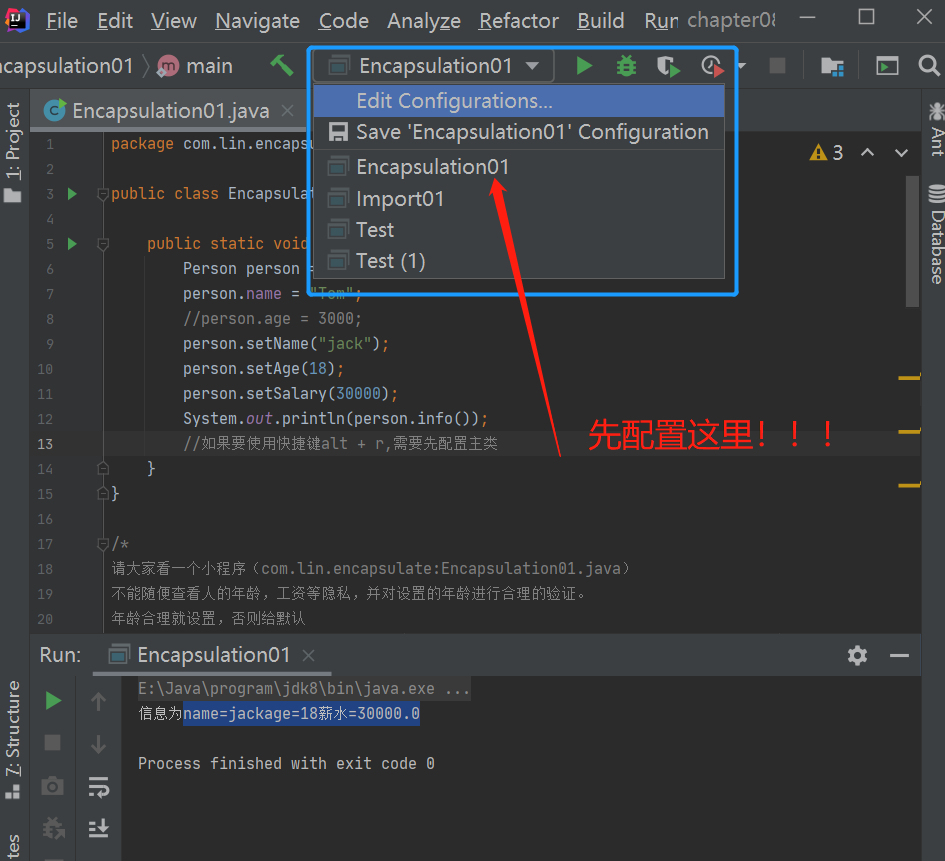 File Edit View Navigate Code Analyze Refactor Build Run chapter08
ncapsulation01 m main Encapsulation01
Encapsulation01.java
Edit Configurations...
Save 'Encapsulation01' Configuration
Encapsulation01
Import01
Test
Test (1)
1: Project
Ant
Database
3
1 package com.lin.encapsu
2
3 public class Encapsulat
4
5 public static void
6 Person person =
7 person.name = "Tom";
8 //person.age = 3000;
9 person.setName("jack");
10 person.setAge(18);
11 person.setSalary(30000);
12 System.out.println(person.info());
13 //如果要使用快捷键alt + r,需要先配置主类
14 }
15 }
16
17 /*
18 请大家看一个小程序（com.lin.encapsulate:Encapsulation01.java）
19 不能随便查看人的年龄，工资等隐私，并对设置的年龄进行合理的验证。
20 年龄合理就设置，否则给默认
先配置这里！！！
Run: Encapsulation01
E:\Java\program\jdk8\bin\java.exe ...
信息为name=jackage=18薪水=30000.0
Process finished with exit code 0
7: Structure
tes